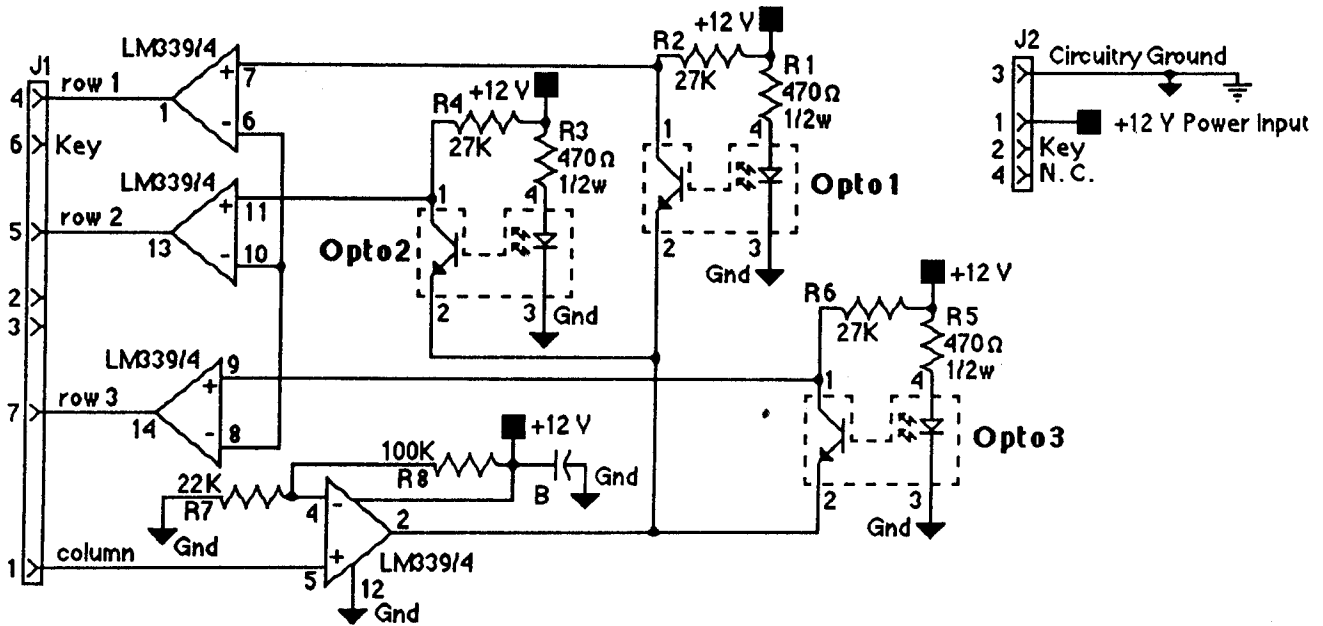 +12 V
LM339/4
R2
R1
J2
J1
27K
470Ω
1/2w
3
Circuitry Ground
row 1
4
1
+
7
-
6
+12 V
R4
27K
R3
470Ω
1/2w
1
4
1
+12 Y Power Input
6
Key
2
Key
4
N. C.
LM339/4
Opto1
row 2
5
13
+
11
-
10
1
4
Opto2
2
3
Gnd
2
3
2
3
Gnd
+12 V
R6
27K
R5
470Ω
1/2w
LM339/4
9
+
1
4
row 3
7
14
-
8
+12 V
Opto3
100K
R8
B
Gnd
22K
R7
4
-
2
2
3
Gnd
Gnd
column
1
5
+
LM339/4
12
Gnd